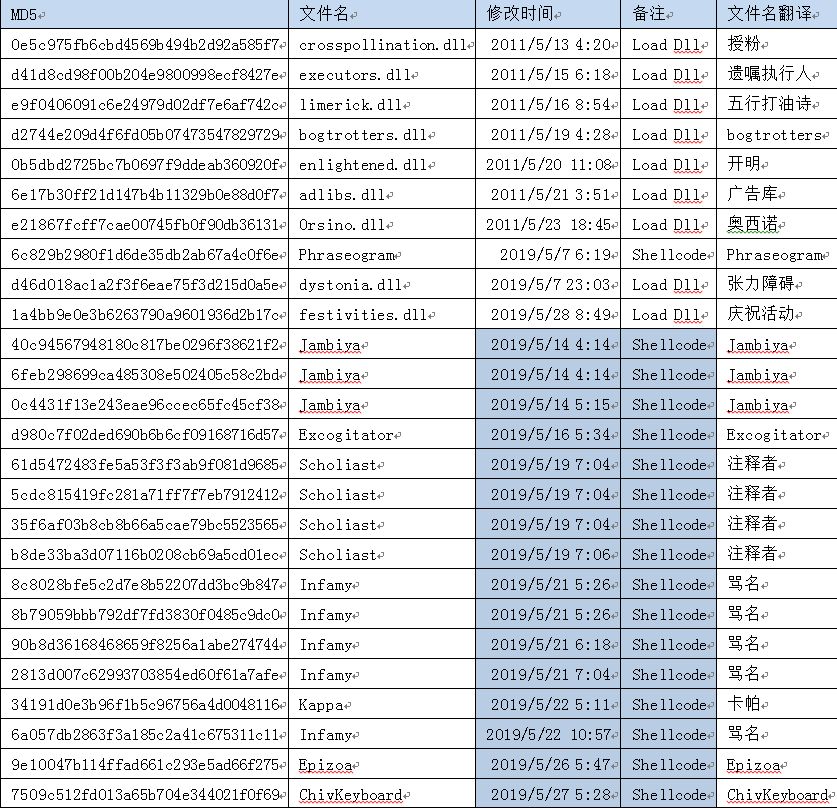 MD5 文件名 修改时间 备注 文件名翻译
0e5c975fb6cbd4569b494b2d92a585f7 crosspollination.dll 2011/5/13 4:20 Load Dll 授粉
d41d8cd98f00b204e9800998ecf8427e executors.dll 2011/5/15 6:18 Load Dll 遗嘱执行人
e9f0406091c6e24979d02df7e6af742c limerick.dll 2011/5/16 8:54 Load Dll 五行打油诗
d2744e209d4f6fd05b07473547829729 bogtrotters.dll 2011/5/19 4:28 Load Dll bogtrotters
0b5dbd2725bc7b0697f9ddeab360920f enlightened.dll 2011/5/20 11:08 Load Dll 开明
6e17b30ff21d147b4b11329b0e88d0f7 adlibs.dll 2011/5/21 3:51 Load Dll 广告库
e21867fcff7cae00745fb0f90db36131 Orsino.dll 2011/5/23 18:45 Load Dll 奥西诺
6c829b2980f1d6de35db2ab67a4c0f6e Phraseogram 2019/5/7 6:19 Shellcode Phraseogram
d46d018ac1a2f3f6eae75f3d215d0a5e dystonia.dll 2019/5/7 23:03 Load Dll 张力障碍
1a4bb9e0e3b6263790a9601936d2b17c festivities.dll 2019/5/28 8:49 Load Dll 庆祝活动
40c94567948180c817be0296f38621f2 Jambiya 2019/5/14 4:14 Shellcode Jambiya
6feb298699ca485308e502405c58c2bd Jambiya 2019/5/14 4:14 Shellcode Jambiya
0c4431f13e243eae96ccec65fc45cf38 Jambiya 2019/5/14 5:15 Shellcode Jambiya
d980c7f02ded690b6b6cf09168716d57 Excogitator 2019/5/16 5:34 Shellcode Excogitator
61d5472483fe5a53f3f3ab9f081d9685 Scholiast 2019/5/19 7:04 Shellcode 注释者
5cdc815419fc281a71ff7f7eb7912412 Scholiast 2019/5/19 7:04 Shellcode 注释者
35f6af03b8cb8b66a5cae79bc5523565 Scholiast 2019/5/19 7:04 Shellcode 注释者
b8de33ba3d07116b0208cb69a5cd01ec Scholiast 2019/5/19 7:06 Shellcode 注释者
8c8028bfe5c2d7e8b52207dd3bc9b847 Infamy 2019/5/21 5:26 Shellcode 骂名
8b79059bbb792df7fd3830f0485c9dc0 Infamy 2019/5/21 5:26 Shellcode 骂名
90b8d36168468659f8256a1abe274744 Infamy 2019/5/21 6:18 Shellcode 骂名
2813d007c62993703854ed60f61a7afe Infamy 2019/5/21 7:04 Shellcode 骂名
34191d0e3b96f1b5c96756a4d0048116 Kappa 2019/5/22 5:11 Shellcode 卡帕
6a057db2863f3a185c2a41c675311c11 Infamy 2019/5/22 10:57 Shellcode 骂名
9e10047b114ffad661c293e5ad66f275 Epizoa 2019/5/26 5:47 Shellcode Epizoa
7509c512fd013a65b704e344021f0f69 ChivKeyboard 2019/5/27 5:28 Shellcode ChivKeyboard